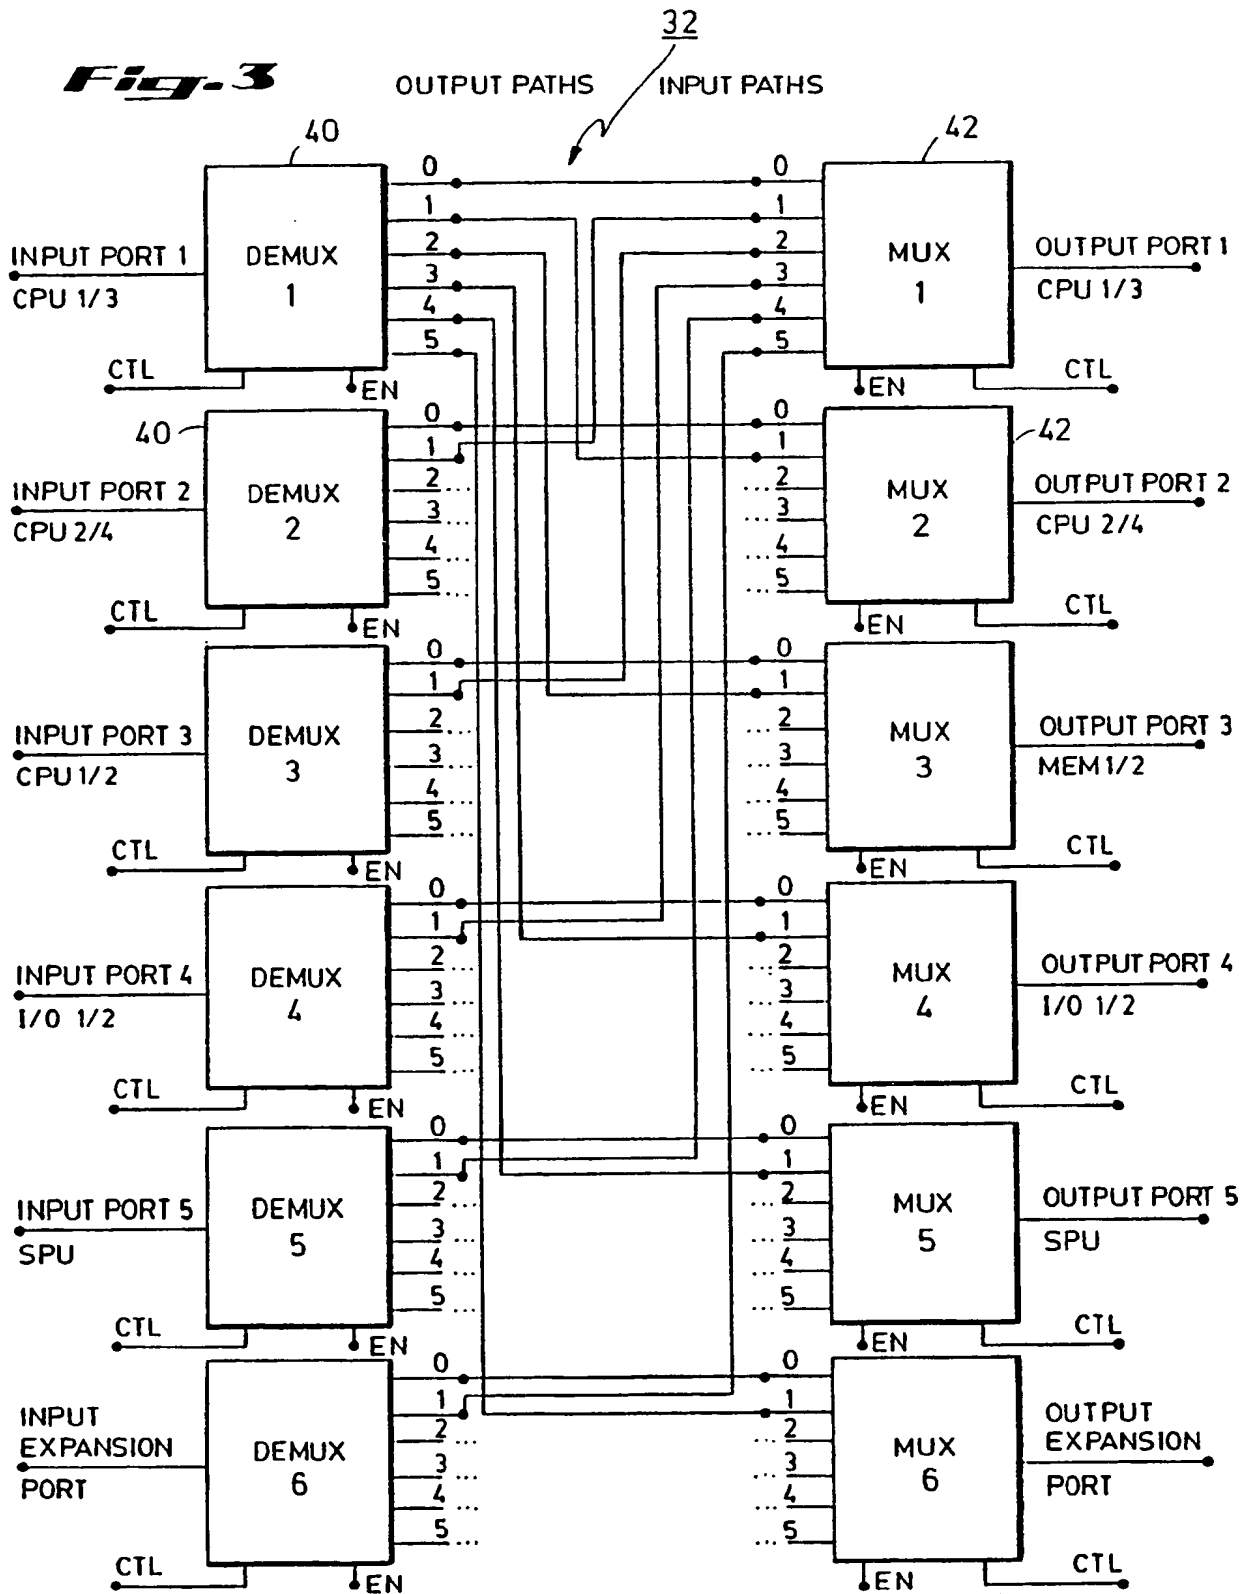 32
Fig. 3
OUTPUT PATHS INPUT PATHS
40
42
0 0
1 1
2 2
INPUT PORT 1 DEMUX MUX OUTPUT PORT 1
CPU 1/3 1 3 3 1 CPU 1/3
4 4
5 5
CTL EN EN CTL
40
42
0 0
1 1
INPUT PORT 2 DEMUX 2... ...2 MUX OUTPUT PORT 2
CPU 2/4 2 3... ...3 2 CPU 2/4
4... ...4
5... ...5
CTL EN EN CTL
0 0
1 1
2... ...2
INPUT PORT 3 DEMUX 3... ...3 MUX OUTPUT PORT 3
CPU 1/2 3 3 MEM 1/2
4... ...4
5... ...5
CTL EN EN CTL
0 0
1 1
INPUT PORT 4 DEMUX 2... ...2 MUX OUTPUT PORT 4
I/O 1/2 4 3... ...3 4 I/O 1/2
4... ...4
5... ...5
CTL EN EN CTL
0 0
1 1
INPUT PORT 5 DEMUX 2... ...2 MUX OUTPUT PORT 5
SPU 5 3... ...3 5 SPU
4... ...4
5... ...5
CTL EN EN CTL
0 0
1 1
INPUT OUTPUT
EXPANSION DEMUX 2... ...2 MUX EXPANSION
PORT 6 3... ...3 6 PORT
4... ...4
5... ...5
CTL EN EN CTL